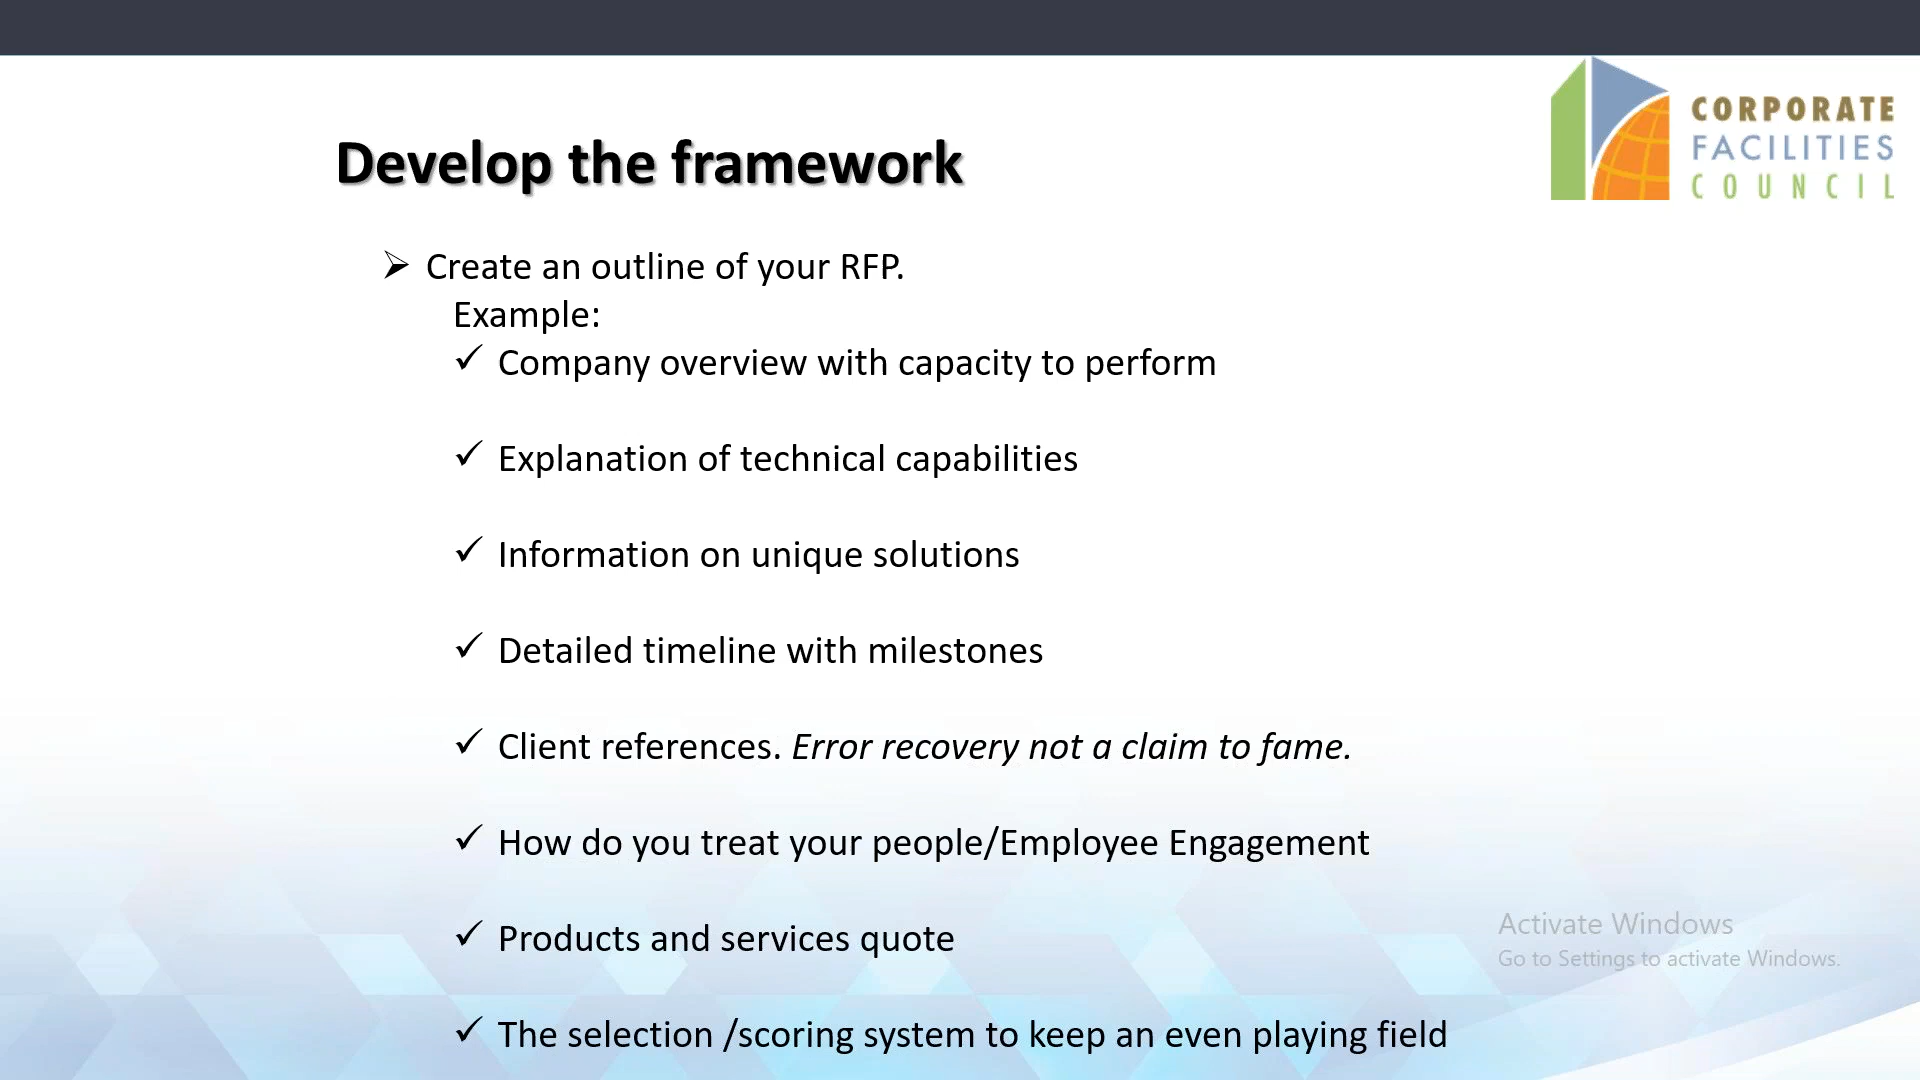 CORPORATE
FACILITIES
COUNCIL
Develop the framework
Create an outline of your RFP.
Example:
Company overview with capacity to perform
Explanation of technical capabilities
Information on unique solutions
Detailed timeline with milestones
Client references. Error recovery not a claim to fame.
How do you treat your people/Employee Engagement
Products and services quote
The selection /scoring system to keep an even playing field
Activate Windows
Go to Settings to activate Windows.